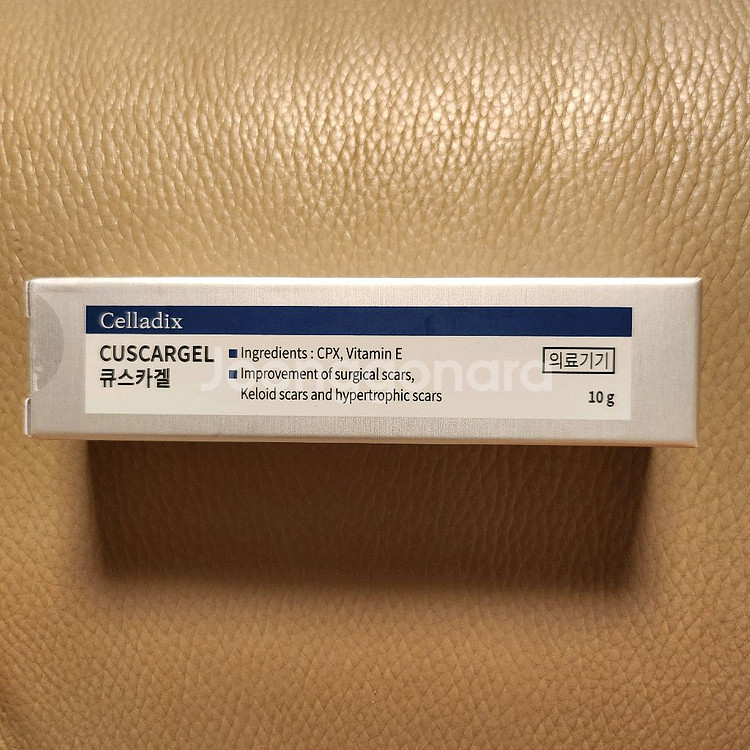 Celladix
CUSCARGEL
큐스카겔
■ Ingredients : CPX, Vitamin E
■ Improvement of surgical scars,
Keloid scars and hypertrophic scars
의료기기
10 g
Joongonara